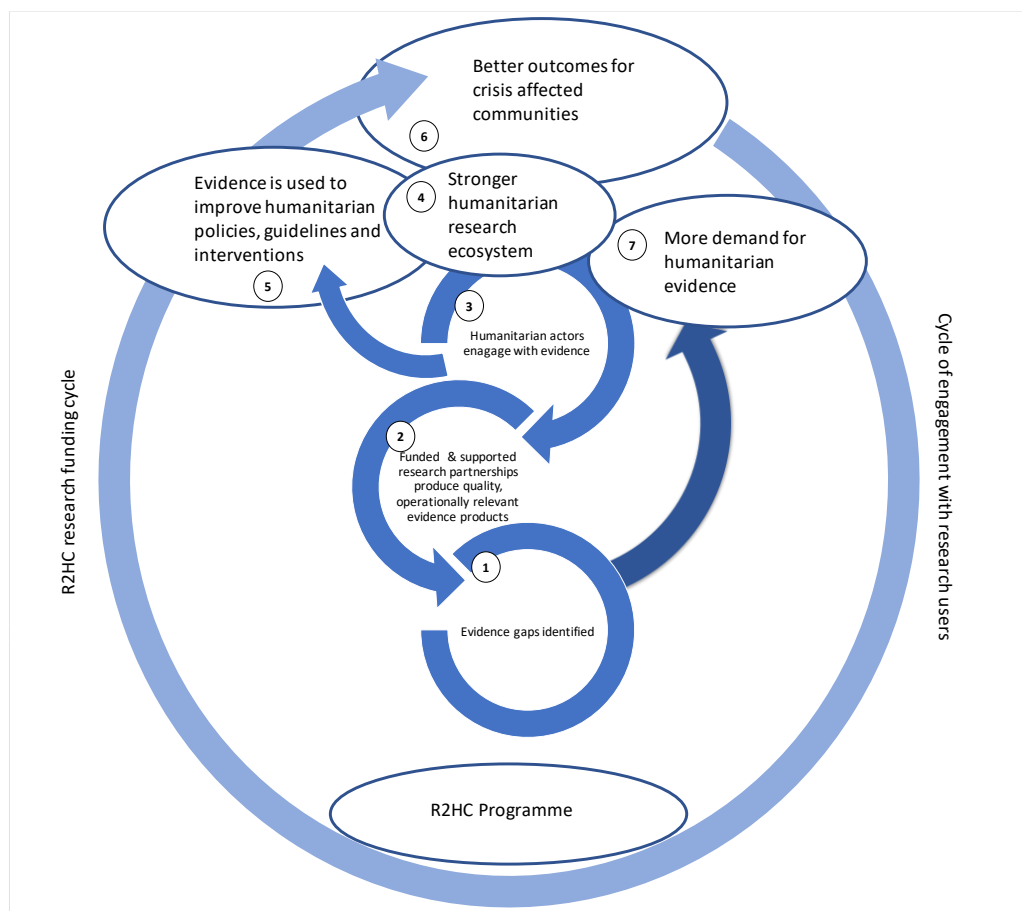 Better outcomes for
crisis affected
communities
6
Evidence is used to
improve humanitarian
policies, guidelines and
interventions
5
4
Stronger
humanitarian
research
ecosystem
7
More demand for
humanitarian
evidence
3
Humanitarian actors
enagage with evidence
2
Funded & supported
research partnerships
produce quality,
operationally relevant
evidence products
1
Evidence gaps identified
R2HC Programme
R2HC research funding cycle
Cycle of engagement with research users